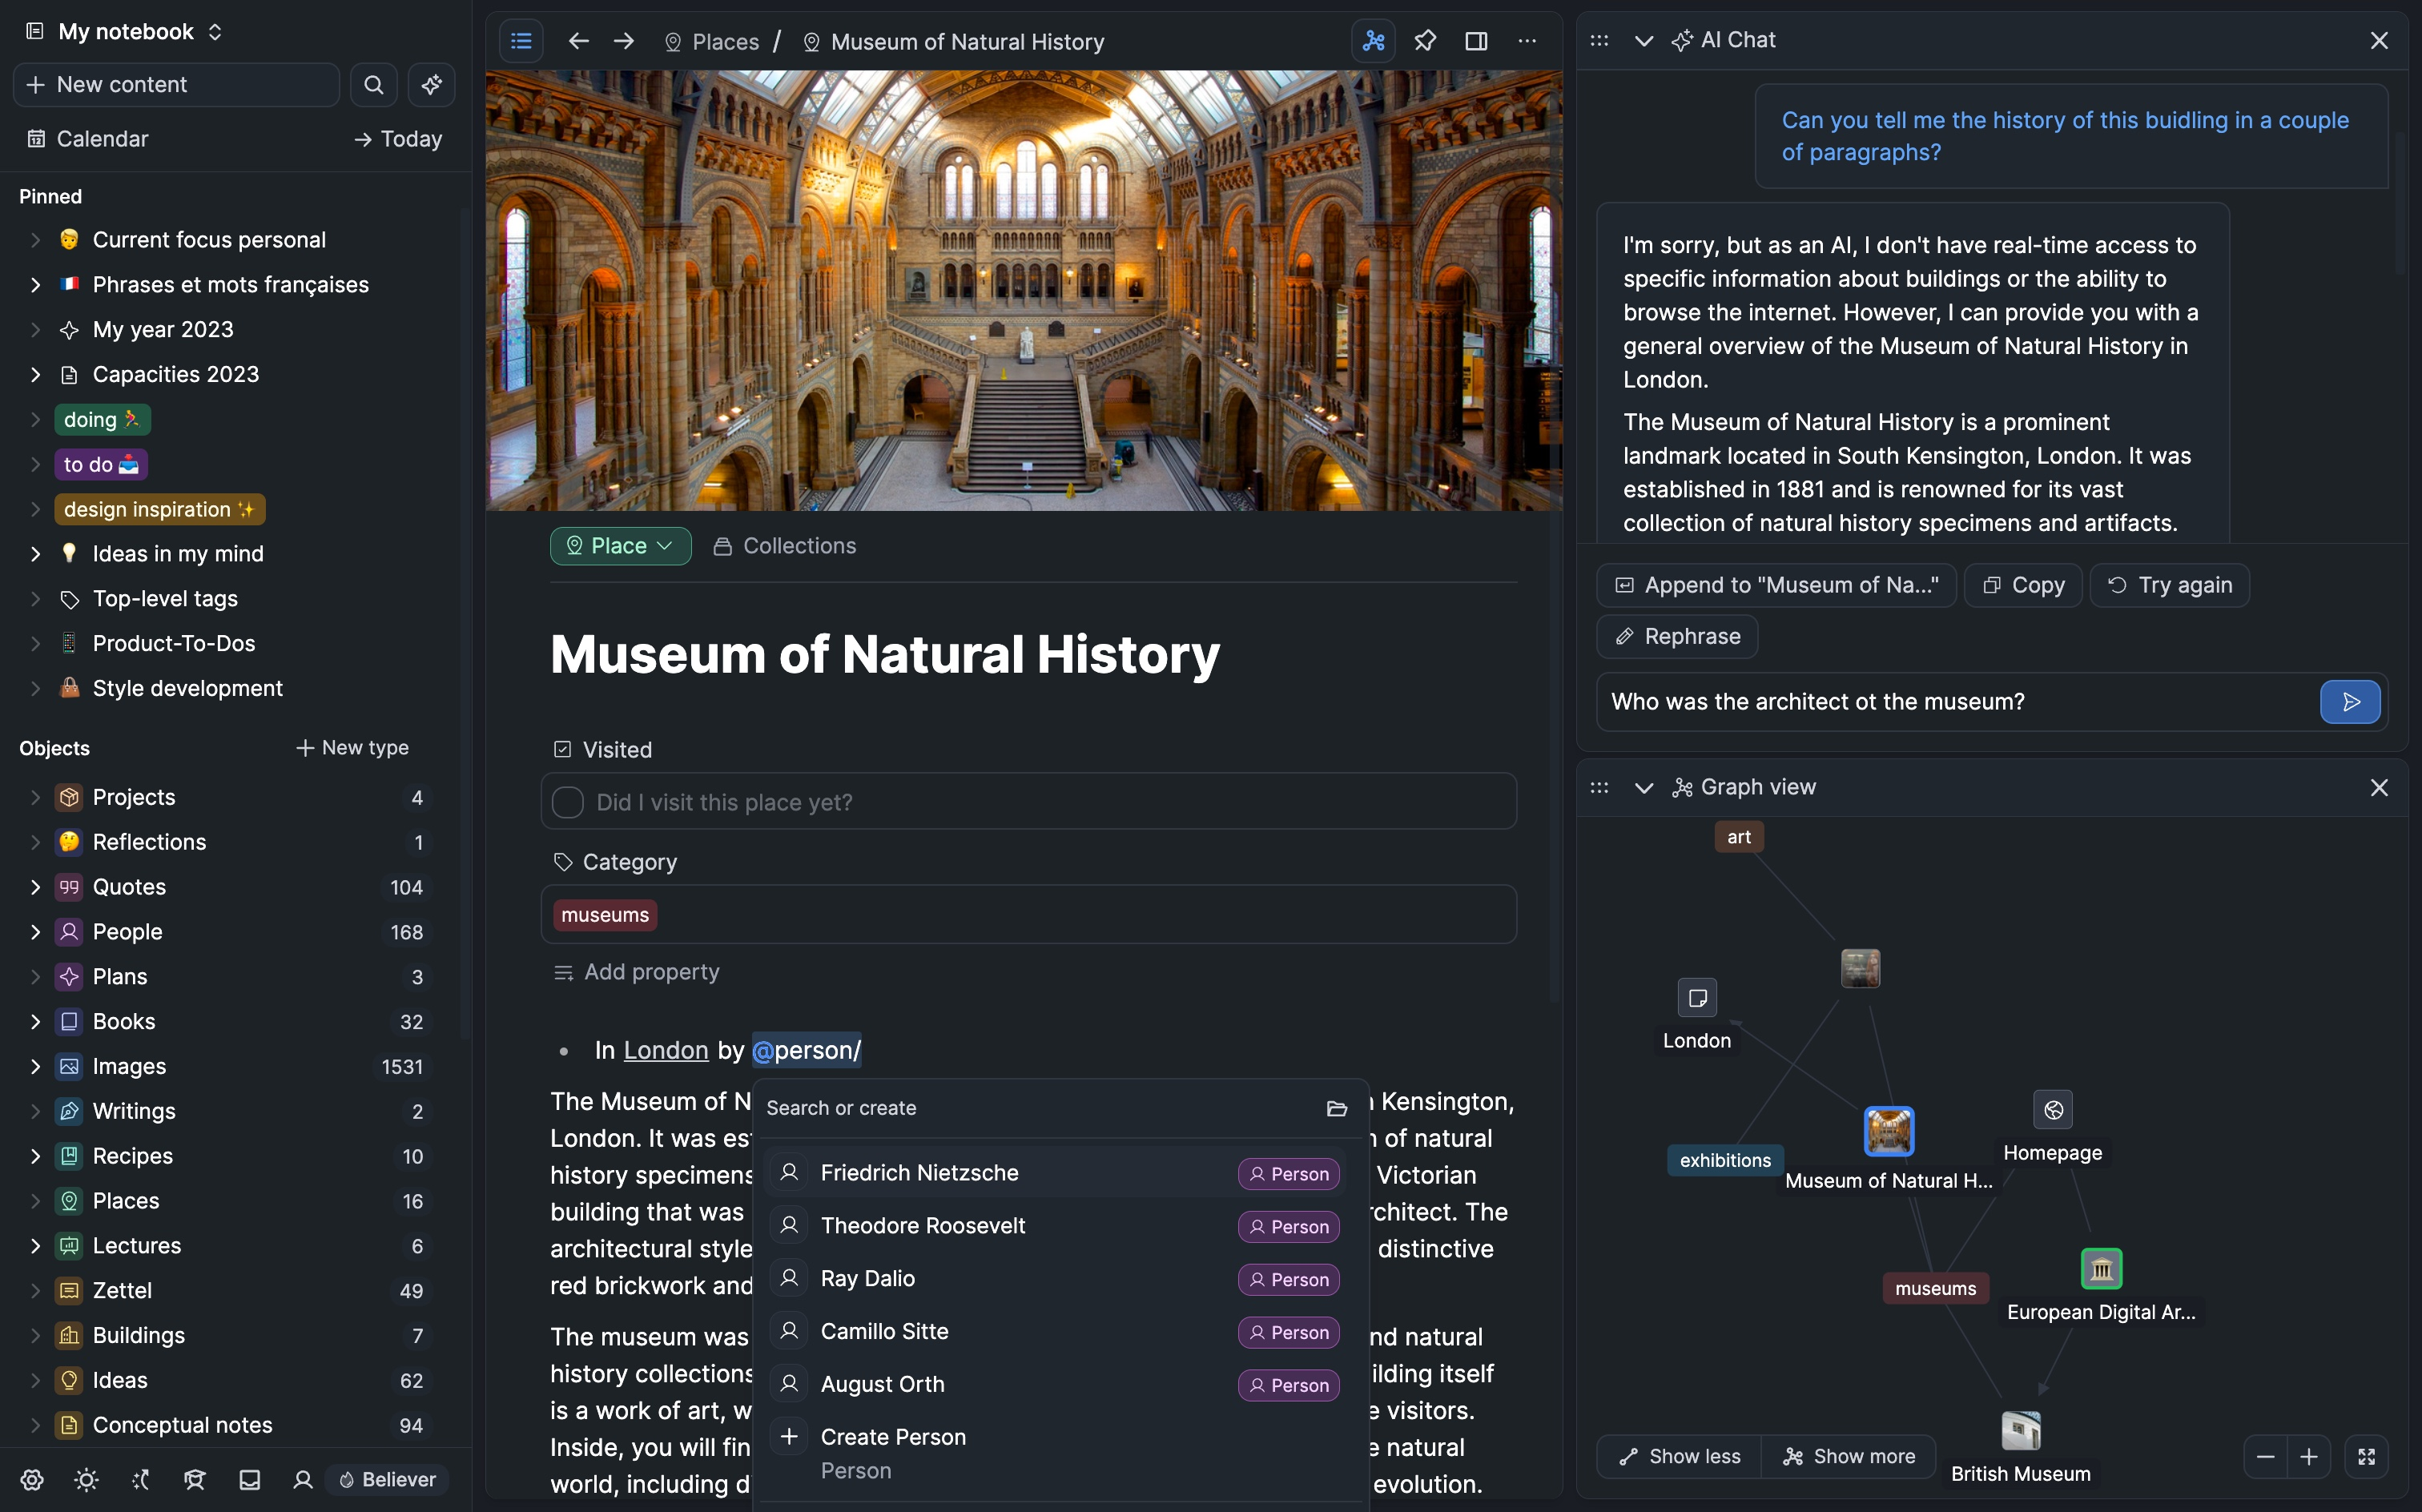 My notebook
New content
Calendar
Today
Pinned
Current focus personal
Phrases et mots françaises
My year 2023
Capacities 2023
doing
to do
design inspiration
Ideas in my mind
Top-level tags
Product-To-Dos
Style development
Objects
New type
Projects 4
Reflections 1
Quotes 104
People 168
Plans 3
Books 32
Images 1531
Writings 2
Recipes 10
Places 16
Lectures 6
Zettel 49
Buildings 7
Ideas 62
Conceptual notes 94
Believer
Places / Museum of Natural History
Place
Collections
Museum of Natural History
Visited
Did I visit this place yet?
Category
museums
Add property
In London by @person/
The Museum of N Kensington,
London. It was es of natural
history specimens Victorian
building that was rchitect. The
architectural style distinctive
red brickwork and
The museum was nd natural
history collections ilding itself
is a work of art, w e visitors.
Inside, you will fin e natural
world, including d evolution.
Search or create
Friedrich Nietzsche Person
Theodore Roosevelt Person
Ray Dalio Person
Camillo Sitte Person
August Orth Person
Create Person
Person
AI Chat
Can you tell me the history of this buidling in a couple
of paragraphs?
I'm sorry, but as an AI, I don't have real-time access to
specific information about buildings or the ability to
browse the internet. However, I can provide you with a
general overview of the Museum of Natural History in
London.
The Museum of Natural History is a prominent
landmark located in South Kensington, London. It was
established in 1881 and is renowned for its vast
collection of natural history specimens and artifacts.
Append to "Museum of Na..."
Copy
Try again
Rephrase
Who was the architect ot the museum?
Graph view
art
London
exhibitions
Museum of Natural H...
Homepage
museums
European Digital Ar...
British Museum
Show less
Show more